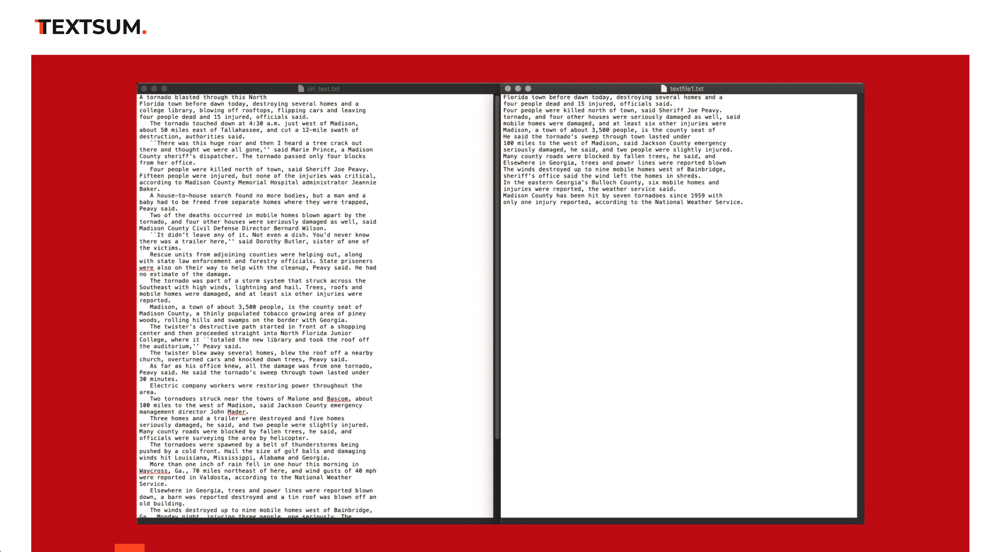 TEXTSUM.
ori_text.txt
A tornado blasted through this North
Florida town before dawn today, destroying several homes and a
college library, blowing off rooftops, flipping cars and leaving
four people dead and 15 injured, officials said.
The tornado touched down at 4:30 a.m. just west of Madison,
about 50 miles east of Tallahassee, and cut a 12-mile swath of
destruction, authorities said.
``There was this huge roar and then I heard a tree crack out
there and thought we were all gone,'' said Marie Prince, a Madison
County sheriff's dispatcher. The tornado passed only four blocks
from her office.
Four people were killed north of town, said Sheriff Joe Peavy.
Fifteen people were injured, but none of the injuries was critical,
according to Madison County Memorial Hospital administrator Jeannie
Baker.
A house-to-house search found no more bodies, but a man and a
baby had to be freed from separate homes where they were trapped,
Peavy said.
Two of the deaths occurred in mobile homes blown apart by the
tornado, and four other houses were seriously damaged as well, said
Madison County Civil Defense Director Bernard Wilson.
``It didn't leave any of it. Not even a dish. You'd never know
there was a trailer here,'' said Dorothy Butler, sister of one of
the victims.
Rescue units from adjoining counties were helping out, along
with state law enforcement and forestry officials. State prisoners
were also on their way to help with the cleanup, Peavy said. He had
no estimate of the damage.
The tornado was part of a storm system that struck across the
Southeast with high winds, lightning and hail. Trees, roofs and
mobile homes were damaged, and at least six other injuries were
reported.
Madison, a town of about 3,500 people, is the county seat of
Madison County, a thinly populated tobacco growing area of piney
woods, rolling hills and swamps on the border with Georgia.
The twister's destructive path started in front of a shopping
center and then proceeded straight into North Florida Junior
College, where it ``totaled the new library and took the roof off
the auditorium,'' Peavy said.
The twister blew away several homes, blew the roof off a nearby
church, overturned cars and knocked down trees, Peavy said.
As far as his office knew, all the damage was from one tornado,
Peavy said. He said the tornado's sweep through town lasted under
30 minutes.
Electric company workers were restoring power throughout the
area.
Two tornadoes struck near the towns of Malone and Bascom, about
100 miles to the west of Madison, said Jackson County emergency
management director John Mader.
Three homes and a trailer were destroyed and five homes
seriously damaged, he said, and two people were slightly injured.
Many county roads were blocked by fallen trees, he said, and
officials were surveying the area by helicopter.
The tornadoes were spawned by a belt of thunderstorms being
pushed by a cold front. Hail the size of golf balls and damaging
winds hit Louisiana, Mississippi, Alabama and Georgia.
More than one inch of rain fell in one hour this morning in
Waycross, Ga., 70 miles northeast of here, and wind gusts of 40 mph
were reported in Valdosta, according to the National Weather
Service.
Elsewhere in Georgia, trees and power lines were reported blown
down, a barn was reported destroyed and a tin roof was blown off an
old building.
The winds destroyed up to nine mobile homes west of Bainbridge,
Ga., Monday night, injuring three people, one seriously. The
textfile1.txt
Florida town before dawn today, destroying several homes and a
four people dead and 15 injured, officials said.
Four people were killed north of town, said Sheriff Joe Peavy.
tornado, and four other houses were seriously damaged as well, said
mobile homes were damaged, and at least six other injuries were
Madison, a town of about 3,500 people, is the county seat of
He said the tornado's sweep through town lasted under
100 miles to the west of Madison, said Jackson County emergency
seriously damaged, he said, and two people were slightly injured.
Many county roads were blocked by fallen trees, he said, and
Elsewhere in Georgia, trees and power lines were reported blown
The winds destroyed up to nine mobile homes west of Bainbridge,
sheriff's office said the wind left the homes in shreds.
In the eastern Georgia's Bulloch County, six mobile homes and
injuries were reported, the weather service said.
Madison County has been hit by seven tornadoes since 1959 with
only one injury reported, according to the National Weather Service.